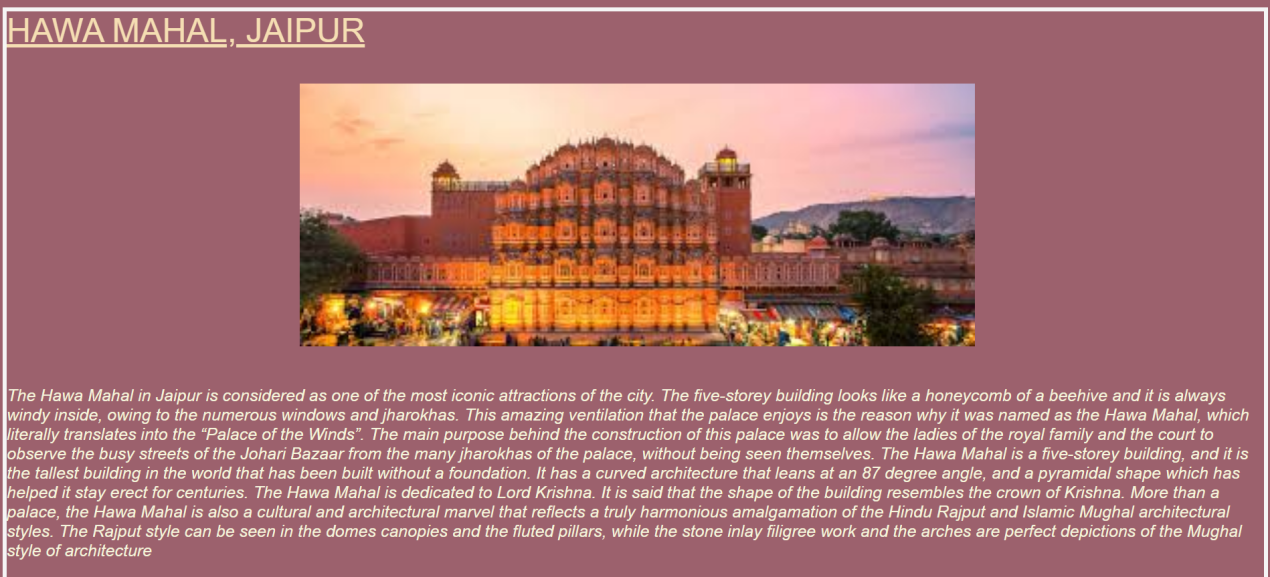 HAWA MAHAL, JAIPUR
The Hawa Mahal in Jaipur is considered as one of the most iconic attractions of the city. The five-storey building looks like a honeycomb of a beehive and it is always
windy inside, owing to the numerous windows and jharokhas. This amazing ventilation that the palace enjoys is the reason why it was named as the Hawa Mahal, which
literally translates into the “Palace of the Winds”. The main purpose behind the construction of this palace was to allow the ladies of the royal family and the court to
observe the busy streets of the Johari Bazaar from the many jharokhas of the palace, without being seen themselves. The Hawa Mahal is a five-storey building, and it is
the tallest building in the world that has been built without a foundation. It has a curved architecture that leans at an 87 degree angle, and a pyramidal shape which has
helped it stay erect for centuries. The Hawa Mahal is dedicated to Lord Krishna. It is said that the shape of the building resembles the crown of Krishna. More than a
palace, the Hawa Mahal is also a cultural and architectural marvel that reflects a truly harmonious amalgamation of the Hindu Rajput and Islamic Mughal architectural
styles. The Rajput style can be seen in the domes canopies and the fluted pillars, while the stone inlay filigree work and the arches are perfect depictions of the Mughal
style of architecture